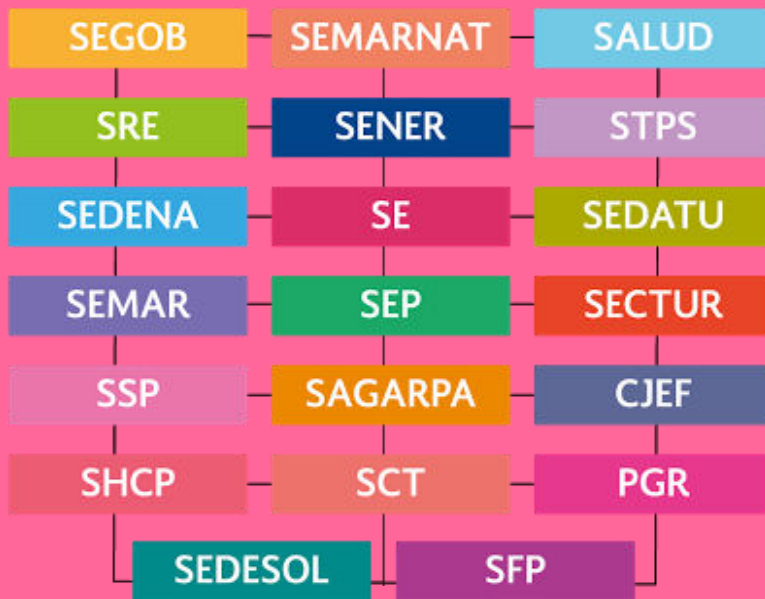 SEGOB SEMARNAT SALUD
SRE SENER STPS
SEDENA SE SEDATU
SEMAR SEP SECTUR
SSP SAGARPA CJEF
SHCP SCT PGR
SEDESOL SFP